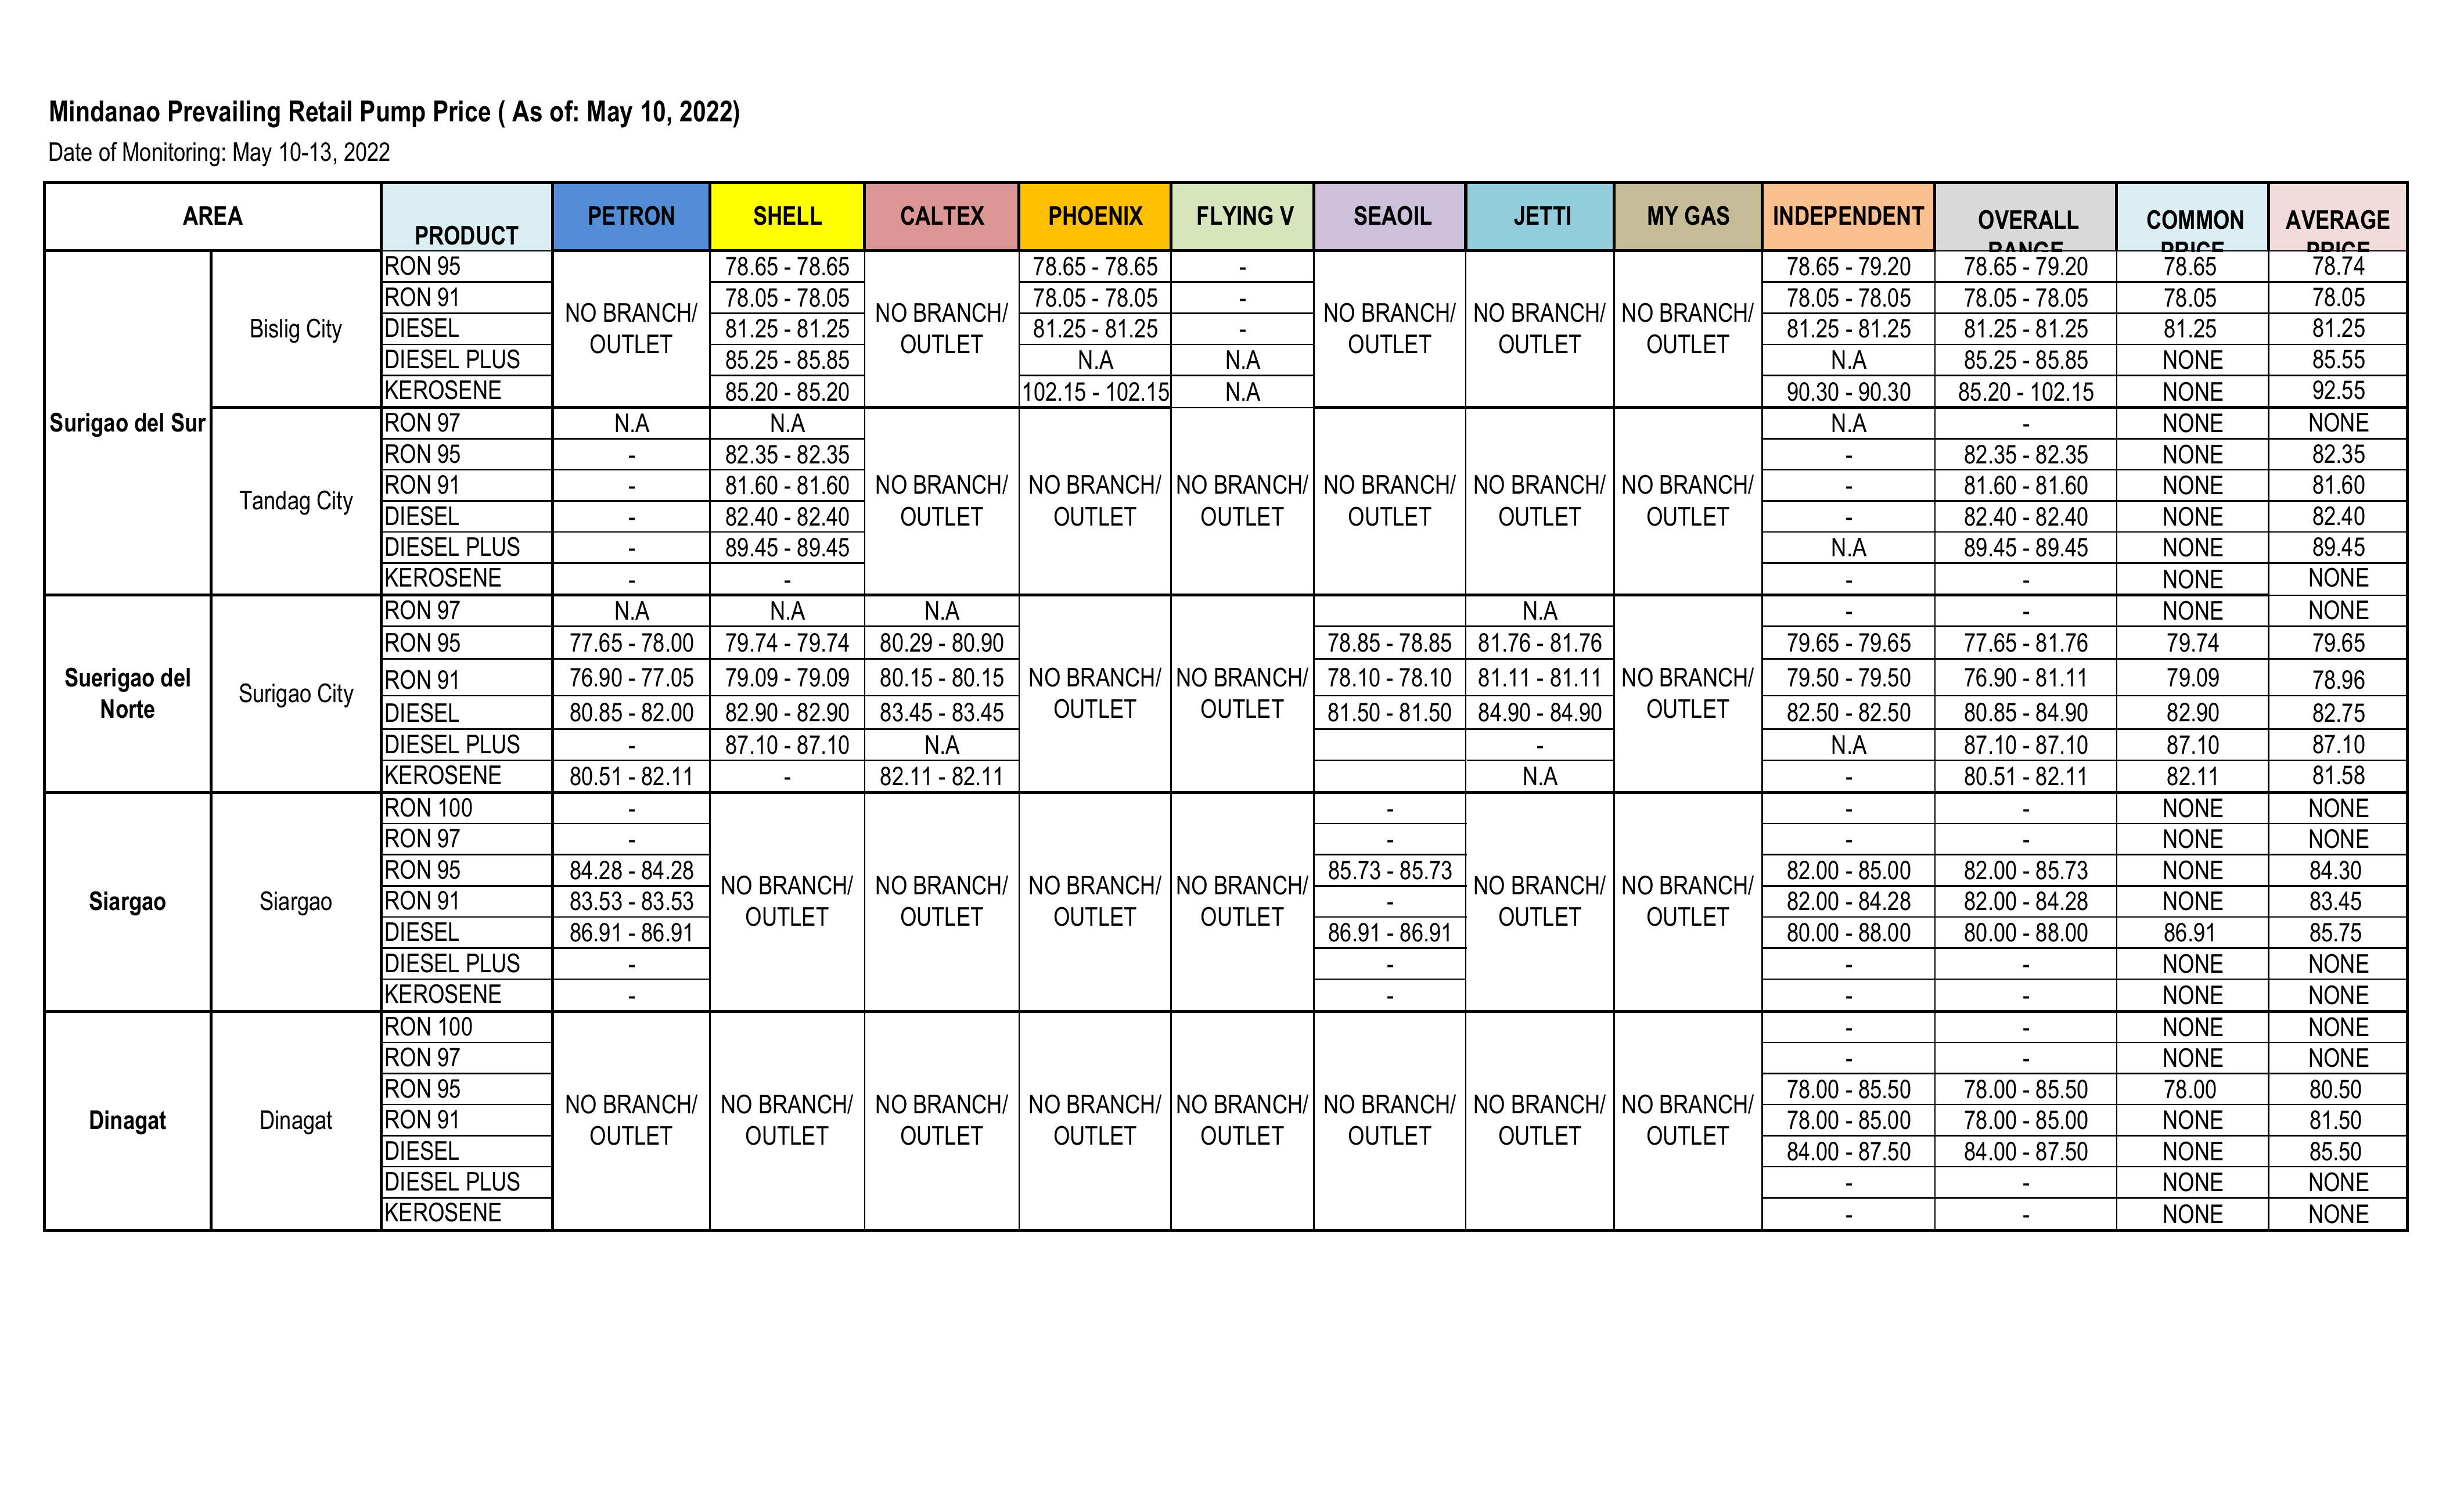 Mindanao Prevailing Retail Pump Price ( As of: May 10, 2022)
Date of Monitoring: May 10-13, 2022
AREA PRODUCT PETRON SHELL CALTEX PHOENIX FLYING V SEAOIL JETTI MY GAS INDEPENDENT OVERALL RANGE COMMON PRICE AVERAGE PRICE
Surigao del Sur
Bislig City
NO BRANCH/ OUTLET NO BRANCH/ OUTLET NO BRANCH/ OUTLET NO BRANCH/ OUTLET NO BRANCH/ OUTLET
RON 95 78.65 - 78.65 78.65 - 78.65 - 78.65 - 79.20 78.65 - 79.20 78.65 78.74
RON 91 78.05 - 78.05 78.05 - 78.05 - 78.05 - 78.05 78.05 - 78.05 78.05 78.05
DIESEL 81.25 - 81.25 81.25 - 81.25 - 81.25 - 81.25 81.25 - 81.25 81.25 81.25
DIESEL PLUS 85.25 - 85.85 N.A N.A N.A 85.25 - 85.85 NONE 85.55
KEROSENE 85.20 - 85.20 102.15 - 102.15 N.A 90.30 - 90.30 85.20 - 102.15 NONE 92.55
Tandag City
NO BRANCH/ OUTLET NO BRANCH/ OUTLET NO BRANCH/ OUTLET NO BRANCH/ OUTLET NO BRANCH/ OUTLET NO BRANCH/ OUTLET
RON 97 N.A N.A N.A - NONE NONE
RON 95 - 82.35 - 82.35 - 82.35 - 82.35 NONE 82.35
RON 91 - 81.60 - 81.60 - 81.60 - 81.60 NONE 81.60
DIESEL - 82.40 - 82.40 - 82.40 - 82.40 NONE 82.40
DIESEL PLUS - 89.45 - 89.45 N.A 89.45 - 89.45 NONE 89.45
KEROSENE - - - - NONE NONE
Suerigao del Norte
Surigao City
NO BRANCH/ OUTLET NO BRANCH/ OUTLET NO BRANCH/ OUTLET
RON 97 N.A N.A N.A N.A - - NONE NONE
RON 95 77.65 - 78.00 79.74 - 79.74 80.29 - 80.90 78.85 - 78.85 81.76 - 81.76 79.65 - 79.65 77.65 - 81.76 79.74 79.65
RON 91 76.90 - 77.05 79.09 - 79.09 80.15 - 80.15 78.10 - 78.10 81.11 - 81.11 79.50 - 79.50 76.90 - 81.11 79.09 78.96
DIESEL 80.85 - 82.00 82.90 - 82.90 83.45 - 83.45 81.50 - 81.50 84.90 - 84.90 82.50 - 82.50 80.85 - 84.90 82.90 82.75
DIESEL PLUS - 87.10 - 87.10 N.A - N.A 87.10 - 87.10 87.10 87.10
KEROSENE 80.51 - 82.11 - 82.11 - 82.11 N.A - 80.51 - 82.11 82.11 81.58
Siargao
Siargao
NO BRANCH/ OUTLET NO BRANCH/ OUTLET NO BRANCH/ OUTLET NO BRANCH/ OUTLET NO BRANCH/ OUTLET NO BRANCH/ OUTLET
RON 100 - - - - NONE NONE
RON 97 - - - - NONE NONE
RON 95 84.28 - 84.28 85.73 - 85.73 82.00 - 85.00 82.00 - 85.73 NONE 84.30
RON 91 83.53 - 83.53 - 82.00 - 84.28 82.00 - 84.28 NONE 83.45
DIESEL 86.91 - 86.91 86.91 - 86.91 80.00 - 88.00 80.00 - 88.00 86.91 85.75
DIESEL PLUS - - - - NONE NONE
KEROSENE - - - - NONE NONE
Dinagat
Dinagat
NO BRANCH/ OUTLET NO BRANCH/ OUTLET NO BRANCH/ OUTLET NO BRANCH/ OUTLET NO BRANCH/ OUTLET NO BRANCH/ OUTLET NO BRANCH/ OUTLET NO BRANCH/ OUTLET
RON 100 - - NONE NONE
RON 97 - - NONE NONE
RON 95 78.00 - 85.50 78.00 - 85.50 78.00 80.50
RON 91 78.00 - 85.00 78.00 - 85.00 NONE 81.50
DIESEL 84.00 - 87.50 84.00 - 87.50 NONE 85.50
DIESEL PLUS - - NONE NONE
KEROSENE - - NONE NONE